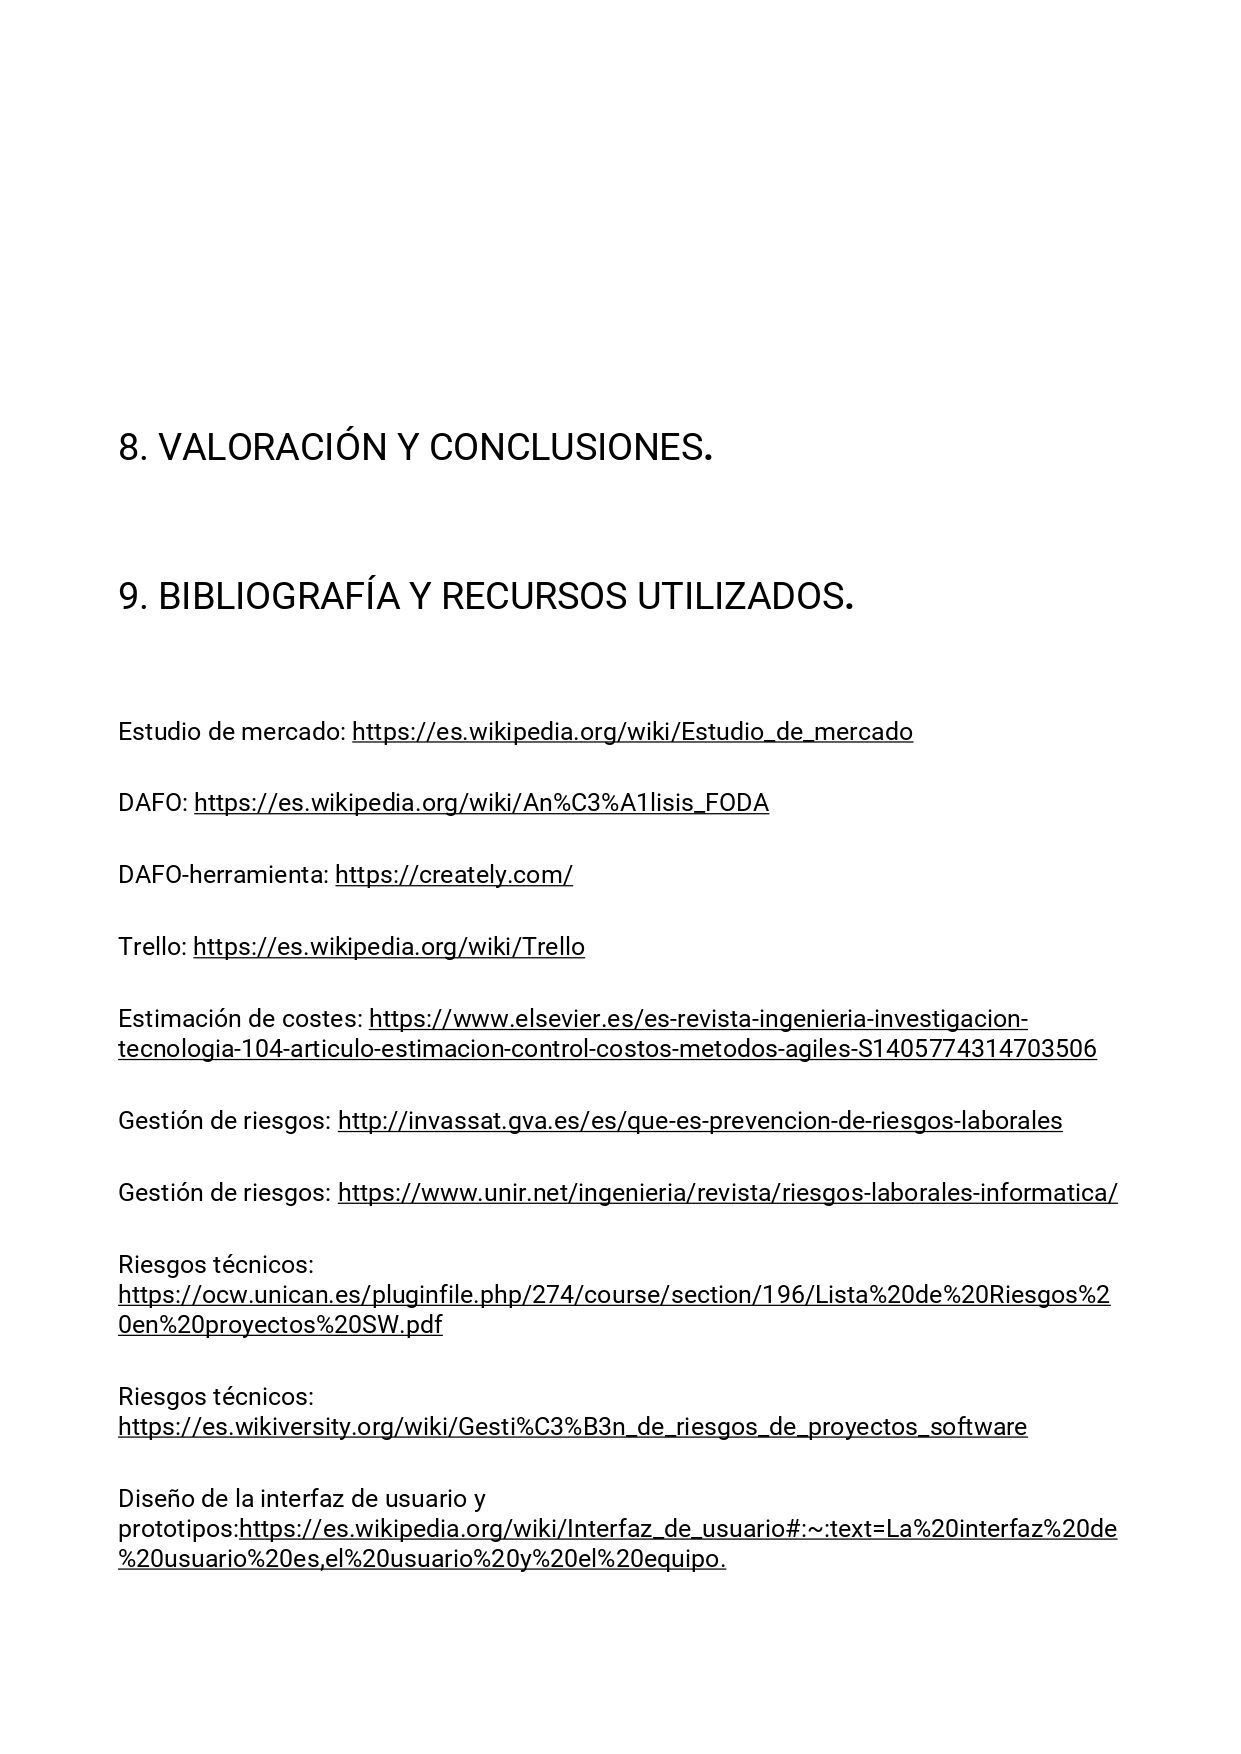 8. VALORACIÓN Y CONCLUSIONES.
9. BIBLIOGRAFÍA Y RECURSOS UTILIZADOS.
Estudio de mercado: https://es.wikipedia.org/wiki/Estudio_de_mercado
DAFO: https://es.wikipedia.org/wiki/An%C3%A1lisis_FODA
DAFO-herramienta: https://creately.com/
Trello: https://es.wikipedia.org/wiki/Trello
Estimación de costes: https://www.elsevier.es/es-revista-ingenieria-investigacion-
tecnologia-104-articulo-estimacion-control-costos-metodos-agiles-S1405774314703506
Gestión de riesgos: http://invassat.gva.es/es/que-es-prevencion-de-riesgos-laborales
Gestión de riesgos: https://www.unir.net/ingenieria/revista/riesgos-laborales-informatica/
Riesgos técnicos:
https://ocw.unican.es/pluginfile.php/274/course/section/196/Lista%20de%20Riesgos%2
0en%20proyectos%20SW.pdf
Riesgos técnicos:
https://es.wikiversity.org/wiki/Gesti%C3%B3n_de_riesgos_de_proyectos_software
Diseño de la interfaz de usuario y
prototipos:https://es.wikipedia.org/wiki/Interfaz_de_usuario#:~:text=La%20interfaz%20de
%20usuario%20es,el%20usuario%20y%20el%20equipo.